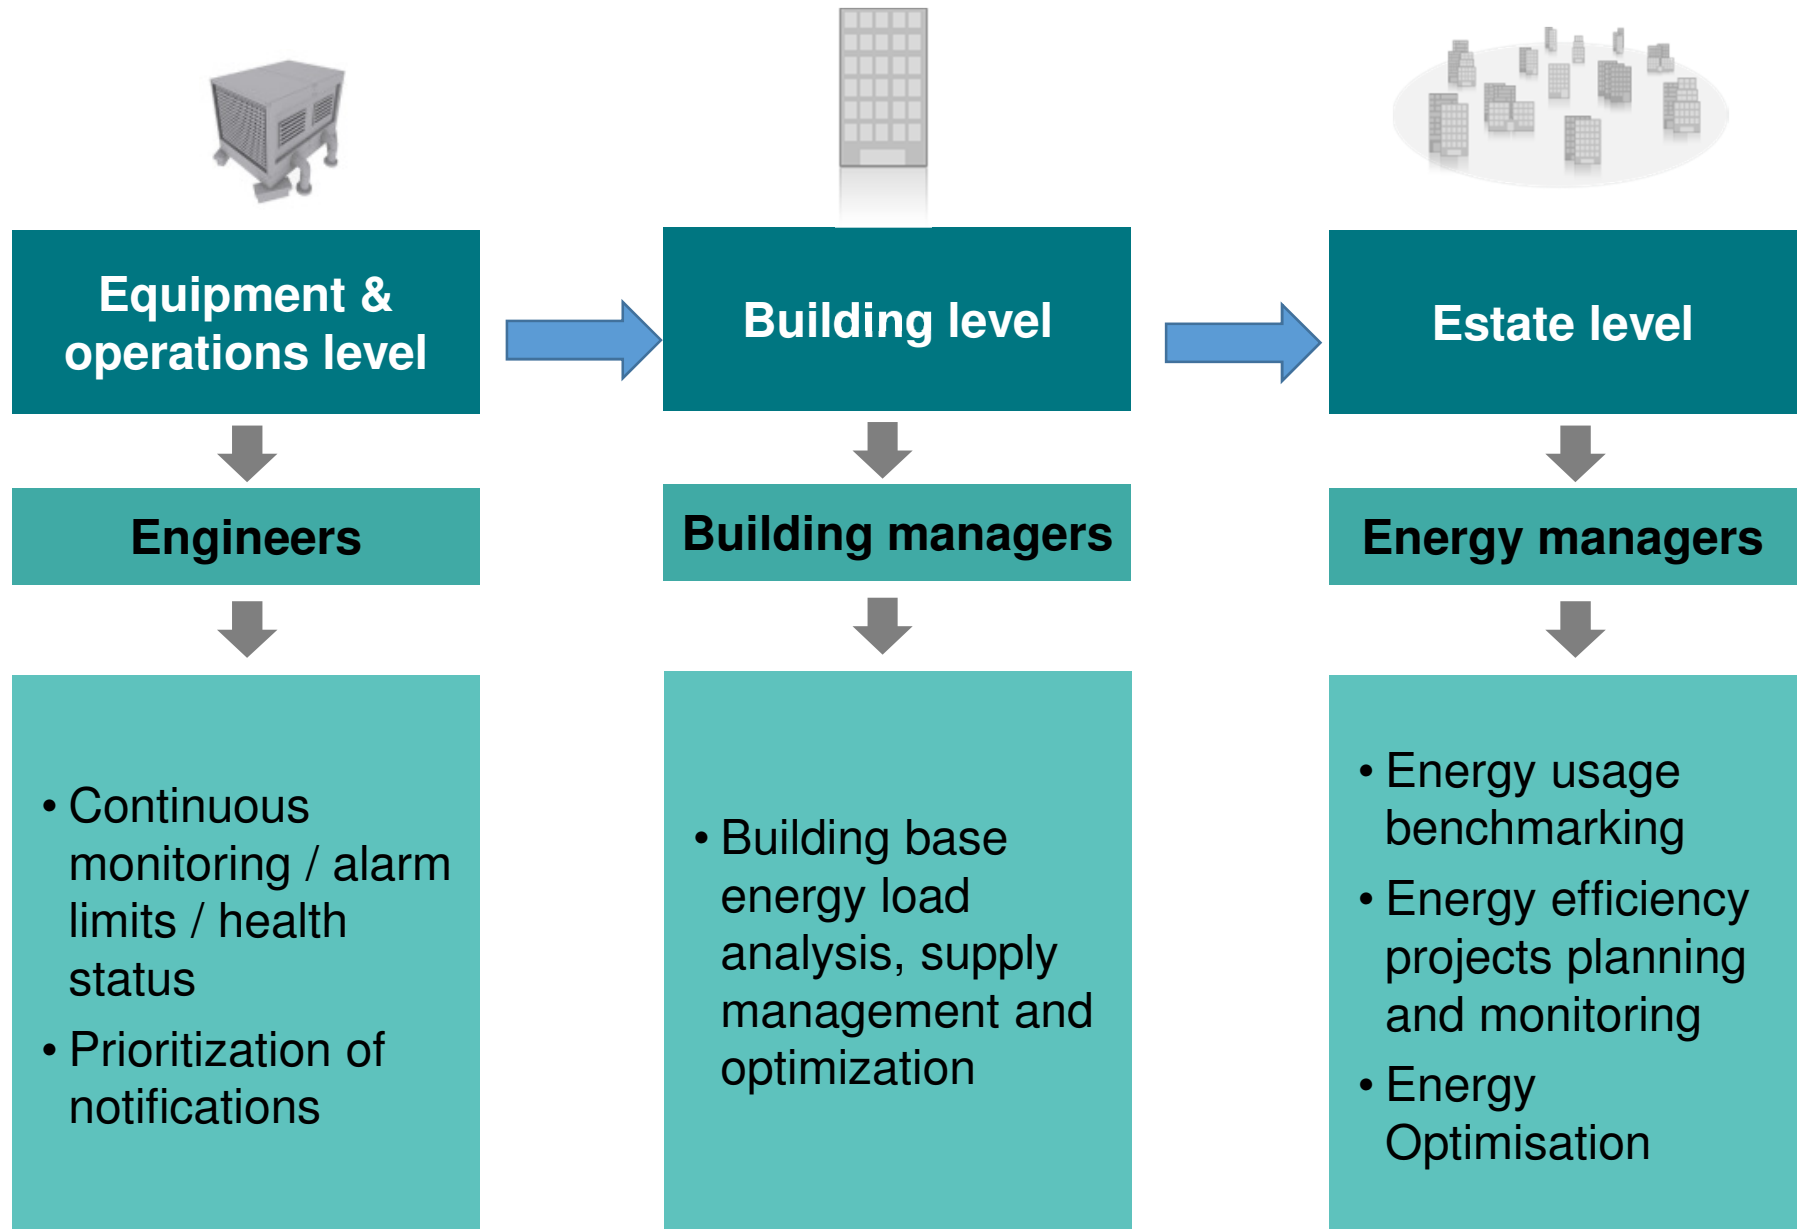 Equipment &
operations level
Building level
Estate level
Engineers
Building managers
Energy managers
• Continuous
monitoring / alarm
limits / health
status
• Prioritization of
notifications
• Building base
energy load
analysis, supply
management and
optimization
• Energy usage
benchmarking
• Energy efficiency
projects planning
and monitoring
• Energy
Optimisation